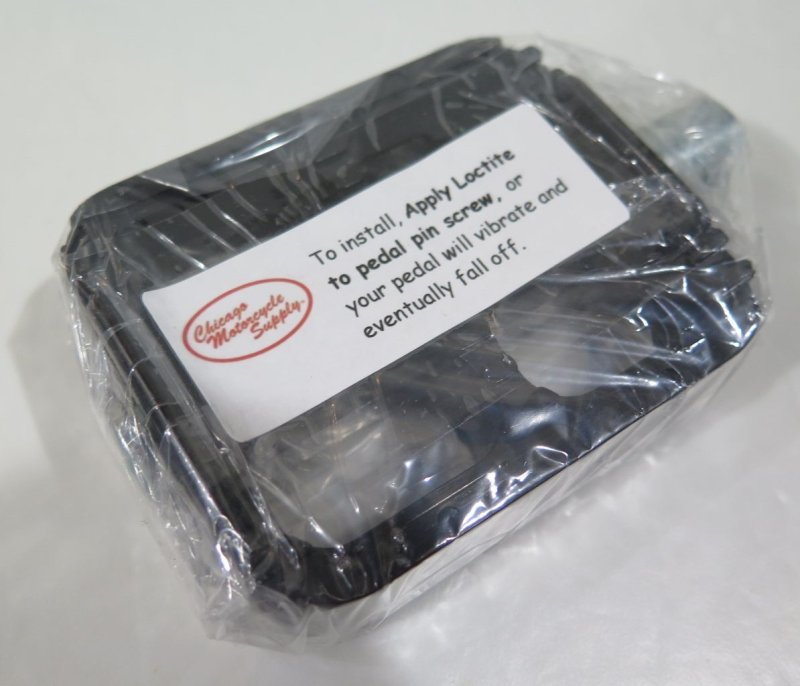 Chicago
Motorcycle
Supply™
To install, Apply Loctite
to pedal pin screw, or
your pedal will vibrate and
eventually fall off.